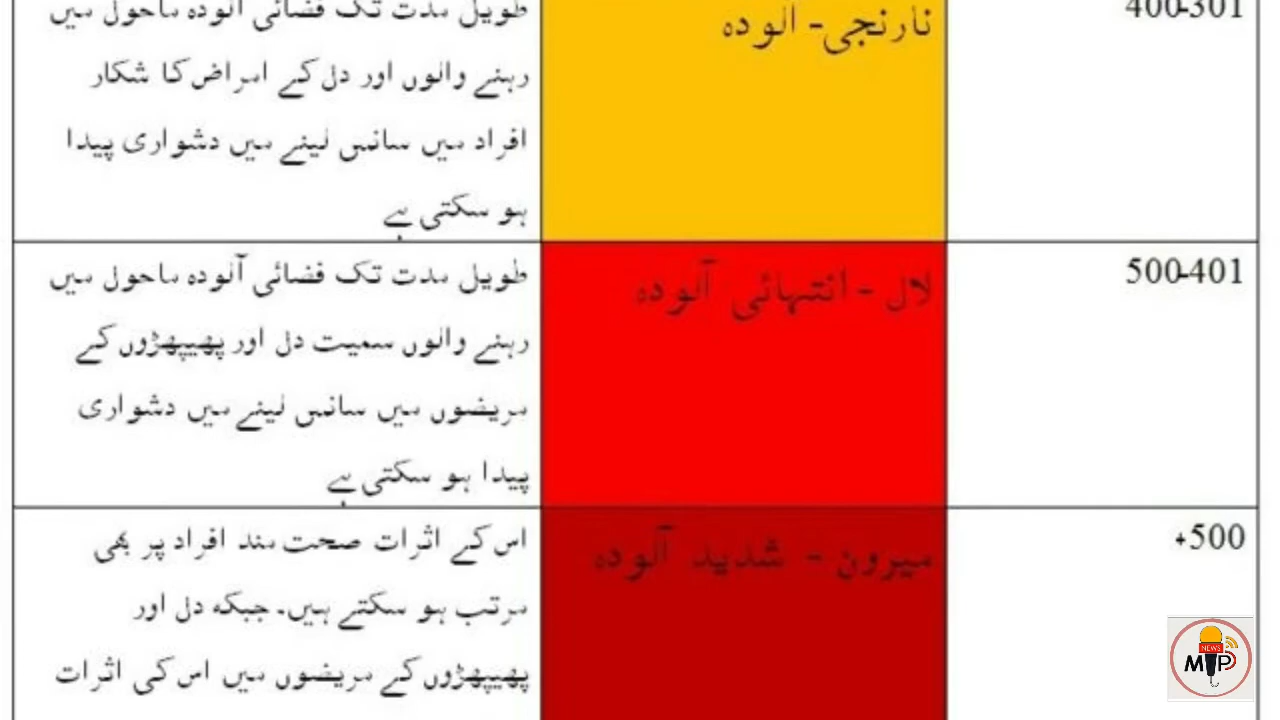 400-301
نارنجی- آلودہ
طویل مدت تک فضائی آلودہ ماحول میں
رہنے والوں اور دل کے امراض کا شکار
افراد میں سانس لینے میں دشواری پیدا
ہو سکتی ہے
500-401
لال - انتہائی آلودہ
طویل مدت تک فضائی آلودہ ماحول میں
رہنے والوں سمیت دل اور پھیپھڑوں کے
مریضوں میں سانس لینے میں دشواری
پیدا ہو سکتی ہے
+500
میرون - شدید آلودہ
اس کے اثرات صحت مند افراد پر بھی
مرتب ہو سکتے ہیں۔ جبکہ دل اور
پھیپھڑوں کے مریضوں میں اس کی اثرات
NEWS
MTP